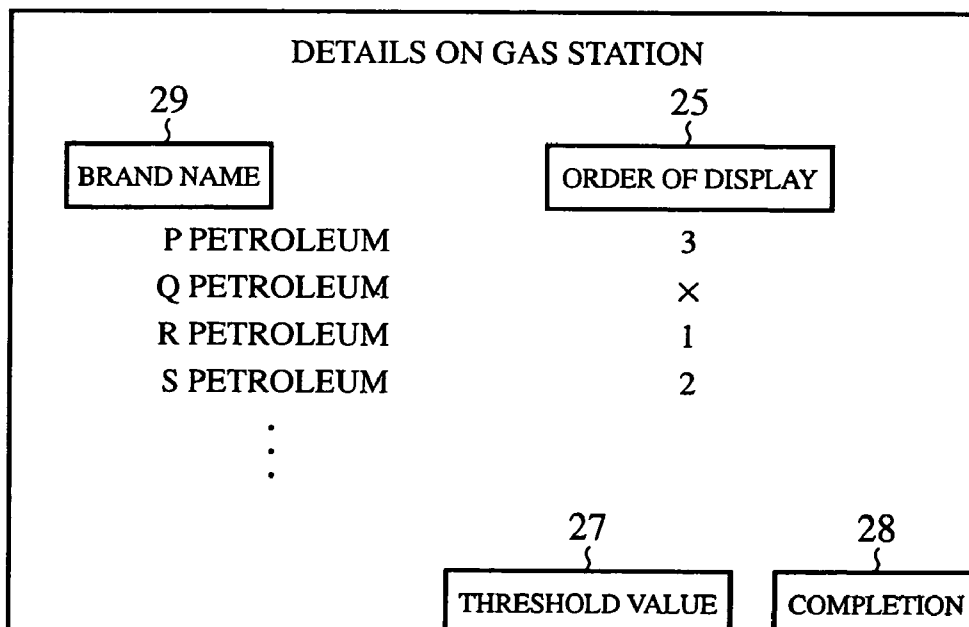 DETAILS ON GAS STATION
29 25
BRAND NAME ORDER OF DISPLAY
P PETROLEUM 3
Q PETROLEUM ×
R PETROLEUM 1
S PETROLEUM 2
27 28
THRESHOLD VALUE COMPLETION